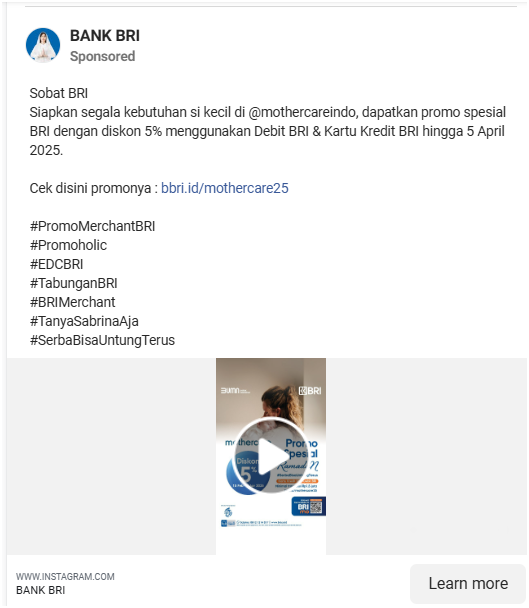 BANK BRI
Sponsored
Sobat BRI
Siapkan segala kebutuhan si kecil di @mothercareindo, dapatkan promo spesial
BRI dengan diskon 5% menggunakan Debit BRI & Kartu Kredit BRI hingga 5 April
2025.
Cek disini promonya : bbri.id/mothercare25
#PromoMerchantBRI
#Promoholic
#EDCBRI
#TabunganBRI
#BRIMerchant
#TanyaSabrinaAja
#SerbaBisaUntungTerus
BUMN
BRI
Promo
Spesial
Diskon
5%
BRI
WWW.INSTAGRAM.COM
BANK BRI
Learn more